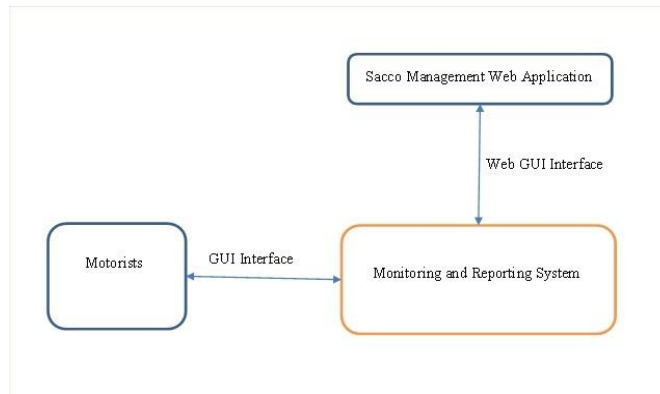 Sacco Management Web Application
Web GUI Interface
Motorists
GUI Interface
Monitoring and Reporting System